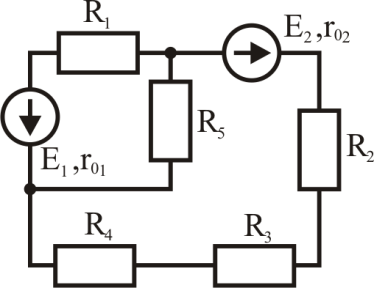 R₁
E₂,r₀₂
R₅
R₂
E₁,r₀₁
R₄
R₃